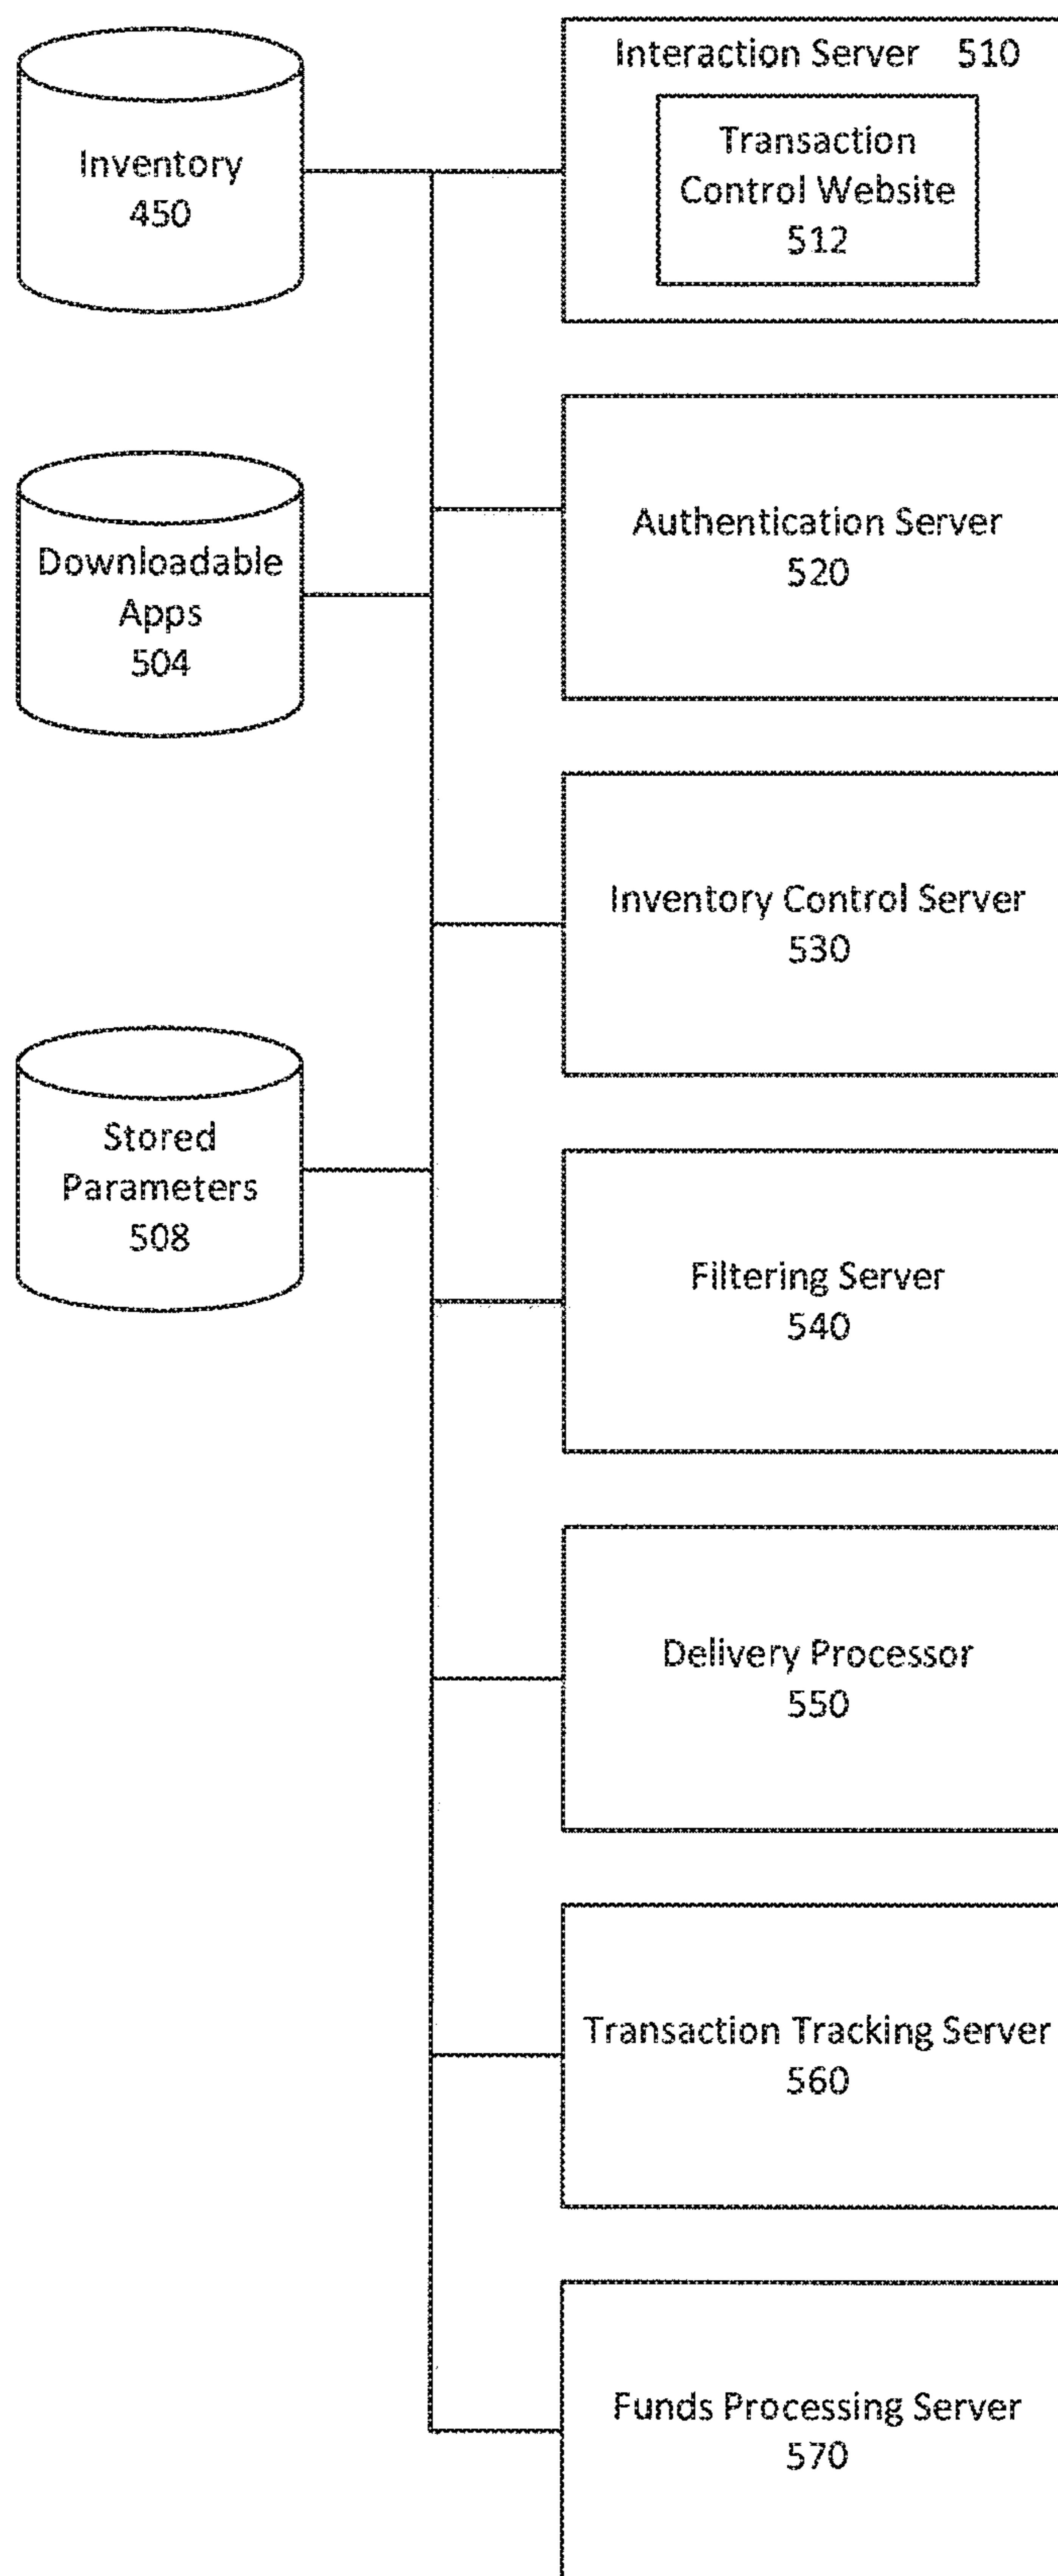 Inventory
450
Interaction Server 510
Transaction
Control Website
512
Downloadable
Apps
504
Authentication Server
520
Inventory Control Server
530
Stored
Parameters
508
Filtering Server
540
Delivery Processor
550
Transaction Tracking Server
560
Funds Processing Server
570